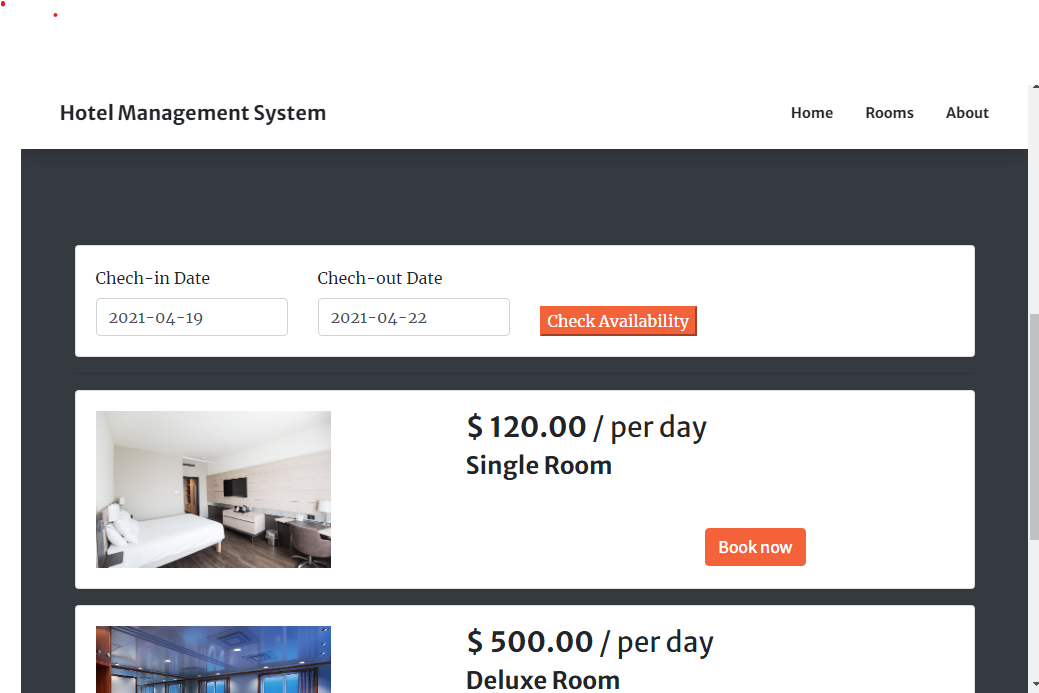 Hotel Management System
Home Rooms About
Chech-in Date Chech-out Date
2021-04-19 2021-04-22 Check Availability
$ 120.00 / per day
Single Room
Book now
$ 500.00 / per day
Deluxe Room